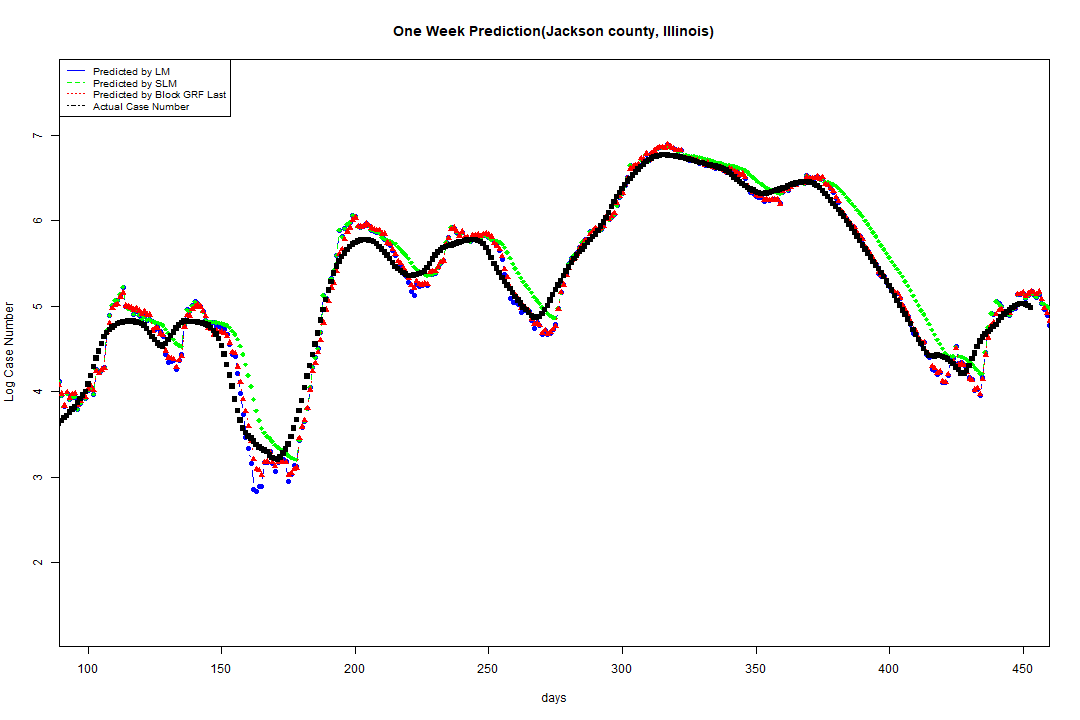 One Week Prediction(Jackson county, Illinois)
Predicted by LM
Predicted by SLM
Predicted by Block GRF Last
Actual Case Number
7
6
5
4
3
2
Log Case Number
100 150 200 250 300 350 400 450
days